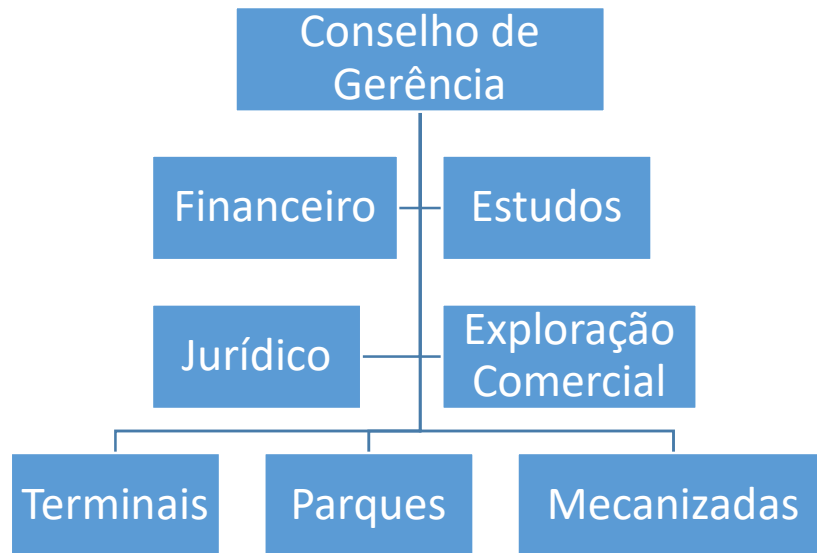 Conselho de
Gerência
Financeiro
Estudos
Jurídico
Exploração
Comercial
Terminais
Parques
Mecanizadas